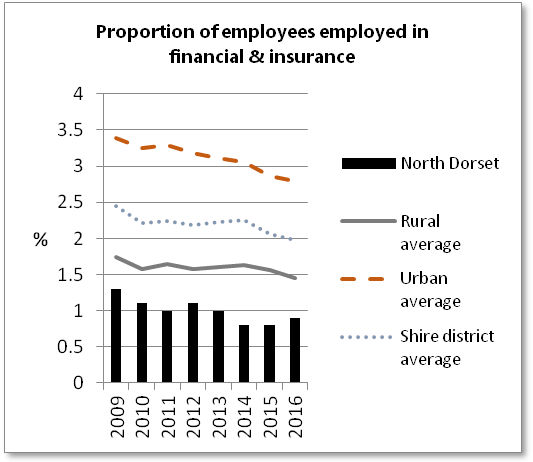 Proportion of employees employed in
financial & insurance
4
3.5
3
2.5
2
1.5
1
0.5
0
%
2009
2010
2011
2012
2013
2014
2015
2016
North Dorset
Rural
average
Urban
average
Shire district
average